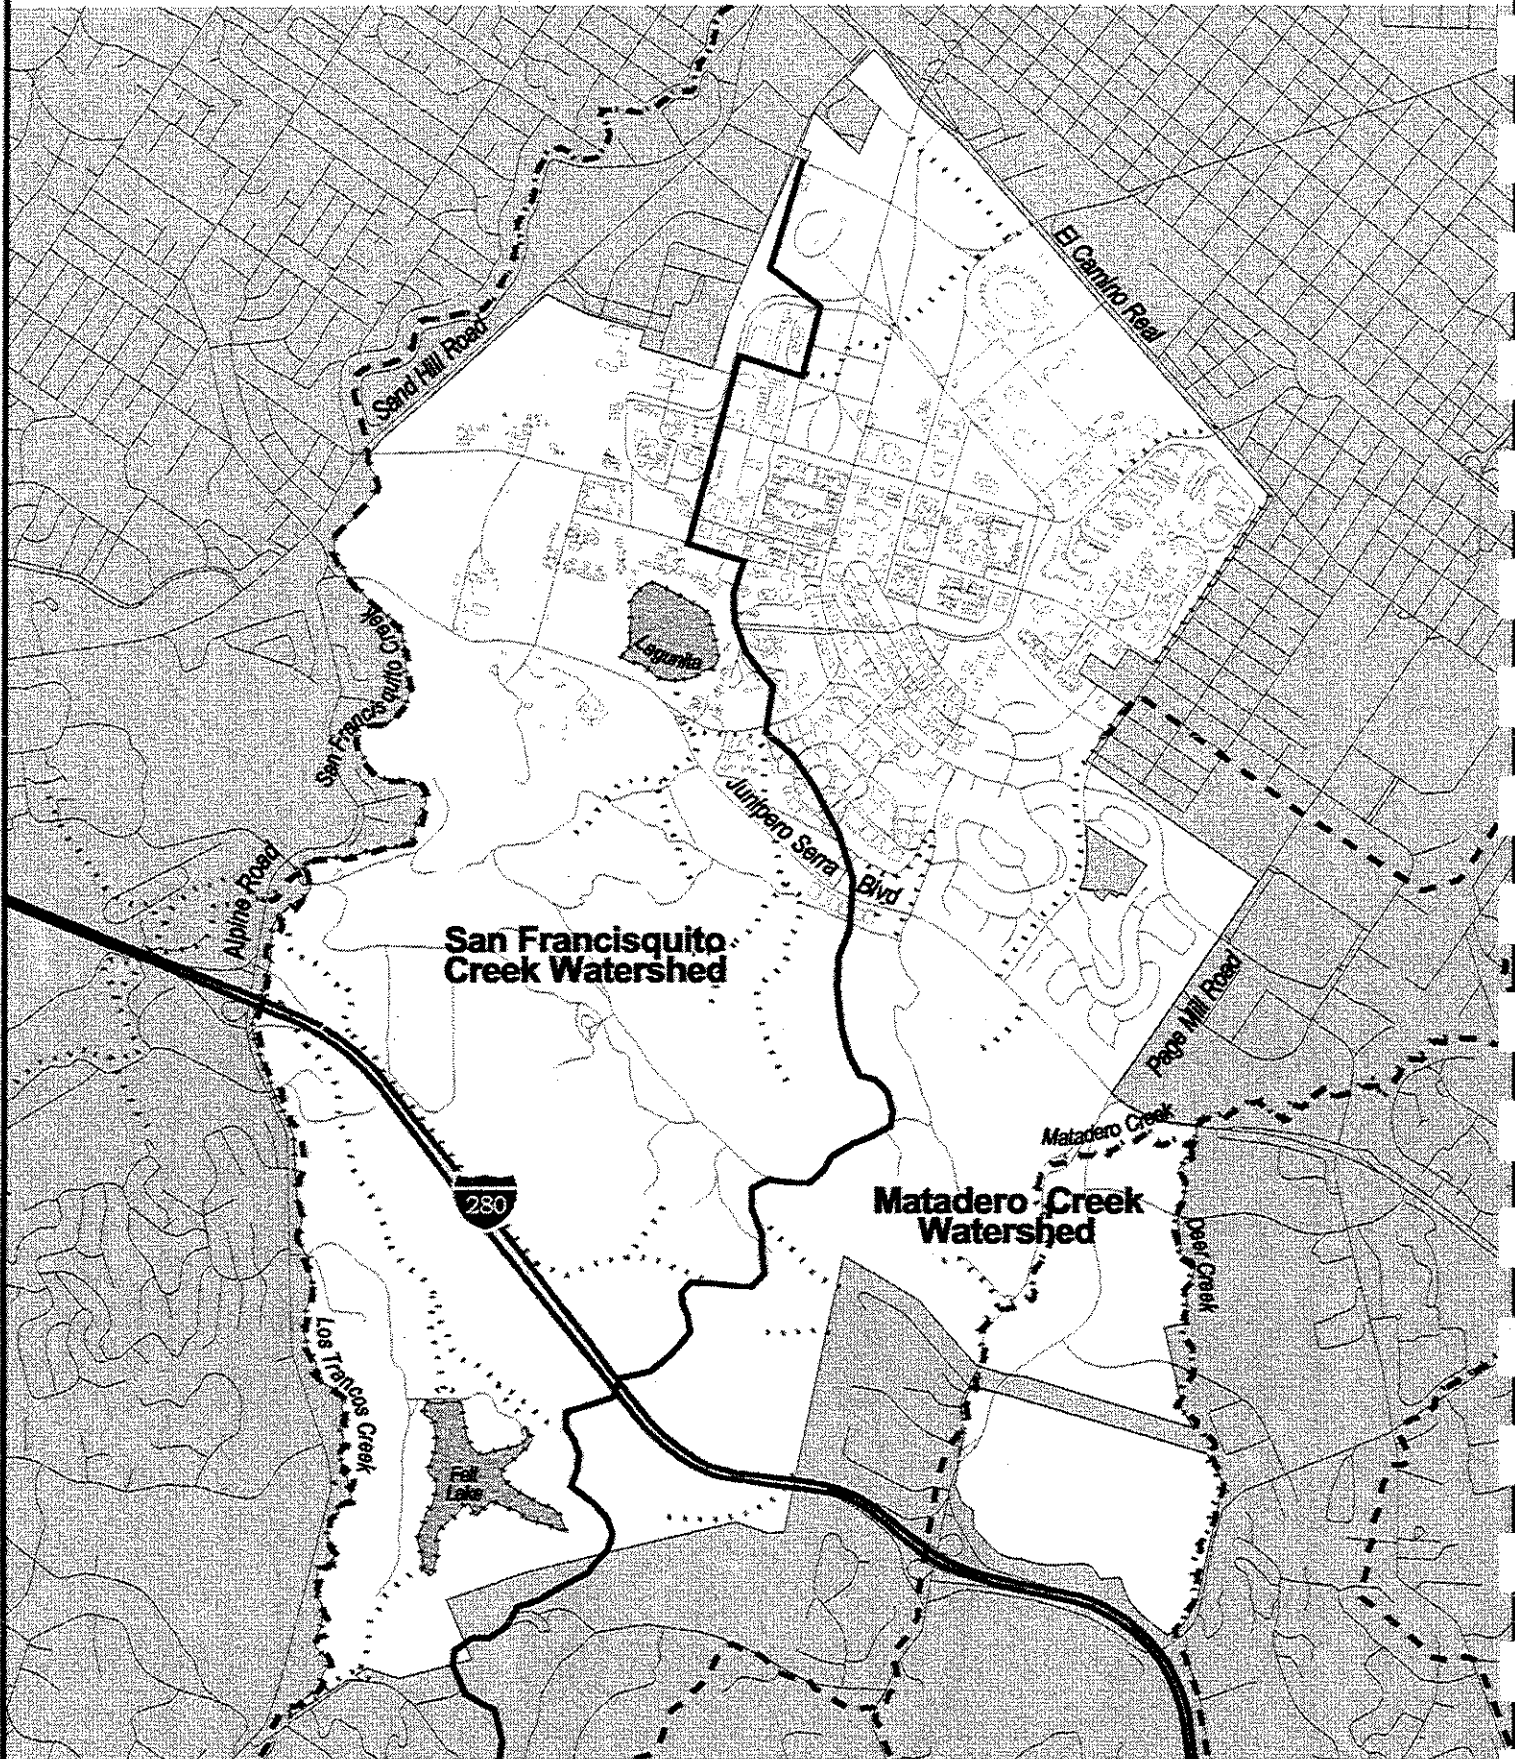 El Camino Real
Sand Hill Road
Lagunita
San Francisquito Creek
Junipero Serra Blvd
Alpine Road
San Francisquito
Creek Watershed
Page Mill Road
Matadero Creek
280
Matadero Creek
Watershed
Deer Creek
Los Trancos Creek
Felt
Lake